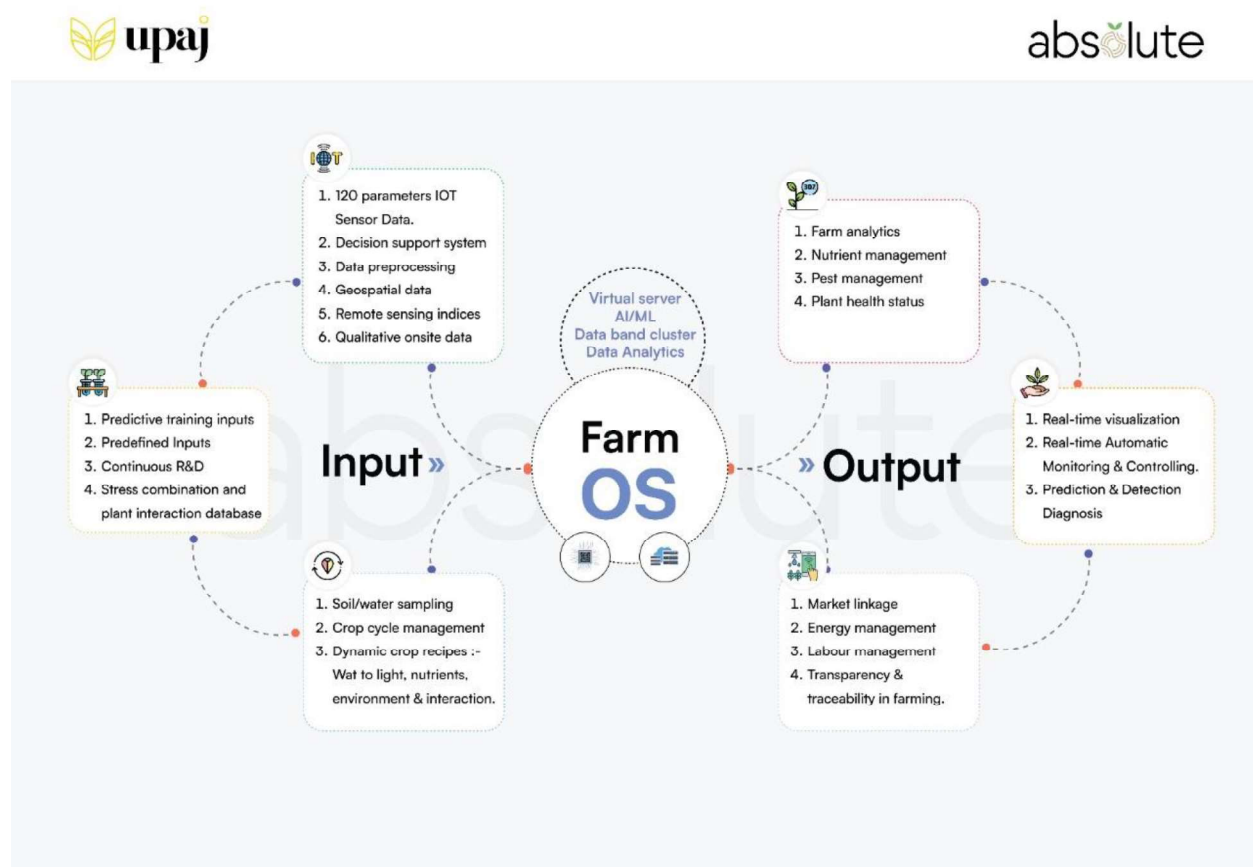 upaj
absolute
IOT
1. 120 parameters IOT
Sensor Data.
2. Decision support system
3. Data preprocessing
4. Geospatial data
5. Remote sensing indices
6. Qualitative onsite data
1. Predictive training inputs
2. Predefined Inputs
3. Continuous R&D
4. Stress combination and
plant interaction database
1. Soil/water sampling
2. Crop cycle management
3. Dynamic crop recipes :-
Wat to light, nutrients,
environment & interaction.
Input »
Virtual server
AI/ML
Data band cluster
Data Analytics
Farm
OS
» Output
1. Farm analytics
2. Nutrient management
3. Pest management
4. Plant health status
1. Real-time visualization
2. Real-time Automatic
Monitoring & Controlling.
3. Prediction & Detection
Diagnosis
1. Market linkage
2. Energy management
3. Labour management
4. Transparency &
traceability in farming.
absolute